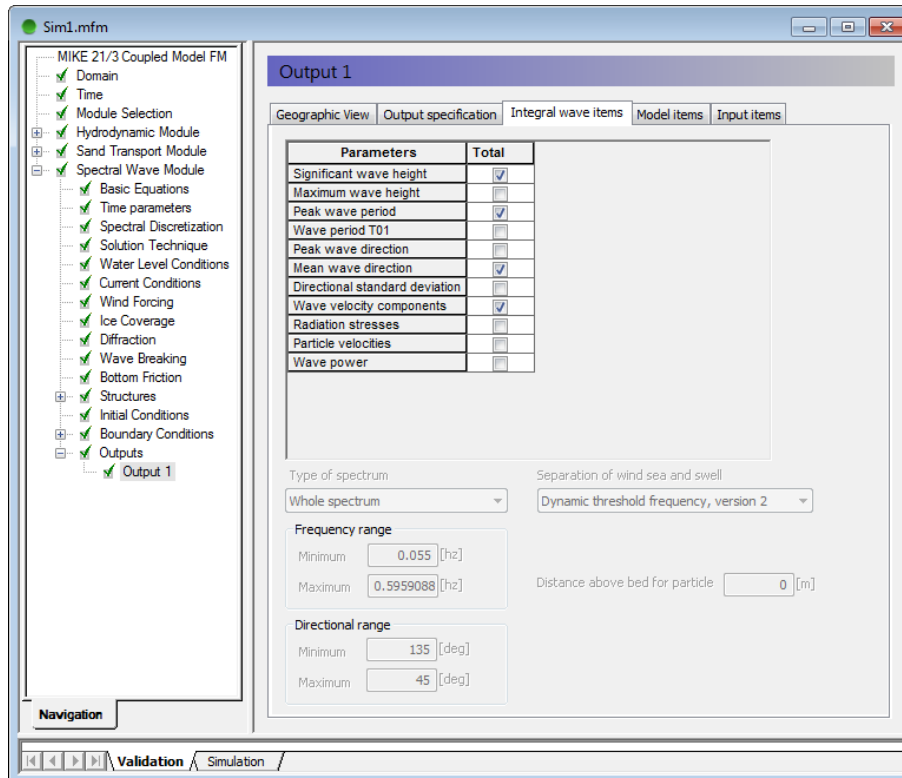 Sim1.mfm
MIKE 21/3 Coupled Model FM
Domain
Time
Module Selection
Hydrodynamic Module
Sand Transport Module
Spectral Wave Module
Basic Equations
Time parameters
Spectral Discretization
Solution Technique
Water Level Conditions
Current Conditions
Wind Forcing
Ice Coverage
Diffraction
Wave Breaking
Bottom Friction
Structures
Initial Conditions
Boundary Conditions
Outputs
Output 1
Navigation
Output 1
Geographic View Output specification Integral wave items Model items Input items
Parameters Total
Significant wave height
Maximum wave height
Peak wave period
Wave period T01
Peak wave direction
Mean wave direction
Directional standard deviation
Wave velocity components
Radiation stresses
Particle velocities
Wave power
Type of spectrum Separation of wind sea and swell
Whole spectrum Dynamic threshold frequency, version 2
Frequency range
Minimum 0.055 [hz]
Maximum 0.5959088 [hz] Distance above bed for particle 0 [m]
Directional range
Minimum 135 [deg]
Maximum 45 [deg]
Validation Simulation